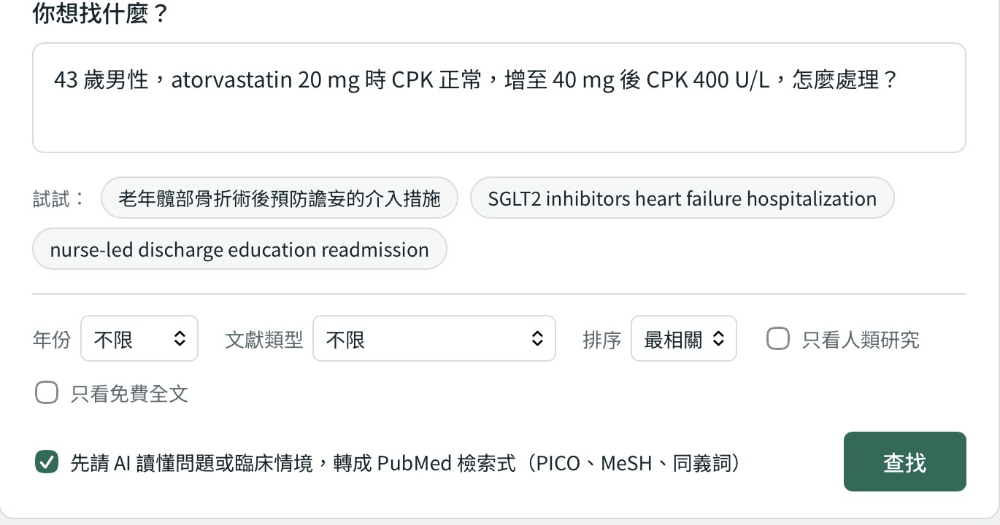 你想找什麼？
43 歲男性，atorvastatin 20 mg 時 CPK 正常，增至 40 mg 後 CPK 400 U/L，怎麼處理？
試試： 老年髖部骨折術後預防譫妄的介入措施 SGLT2 inhibitors heart failure hospitalization
nurse-led discharge education readmission
年份 不限 文獻類型 不限 排序 最相關 只看人類研究
只看免費全文
先請 AI 讀懂問題或臨床情境，轉成 PubMed 檢索式（PICO、MeSH、同義詞） 查找